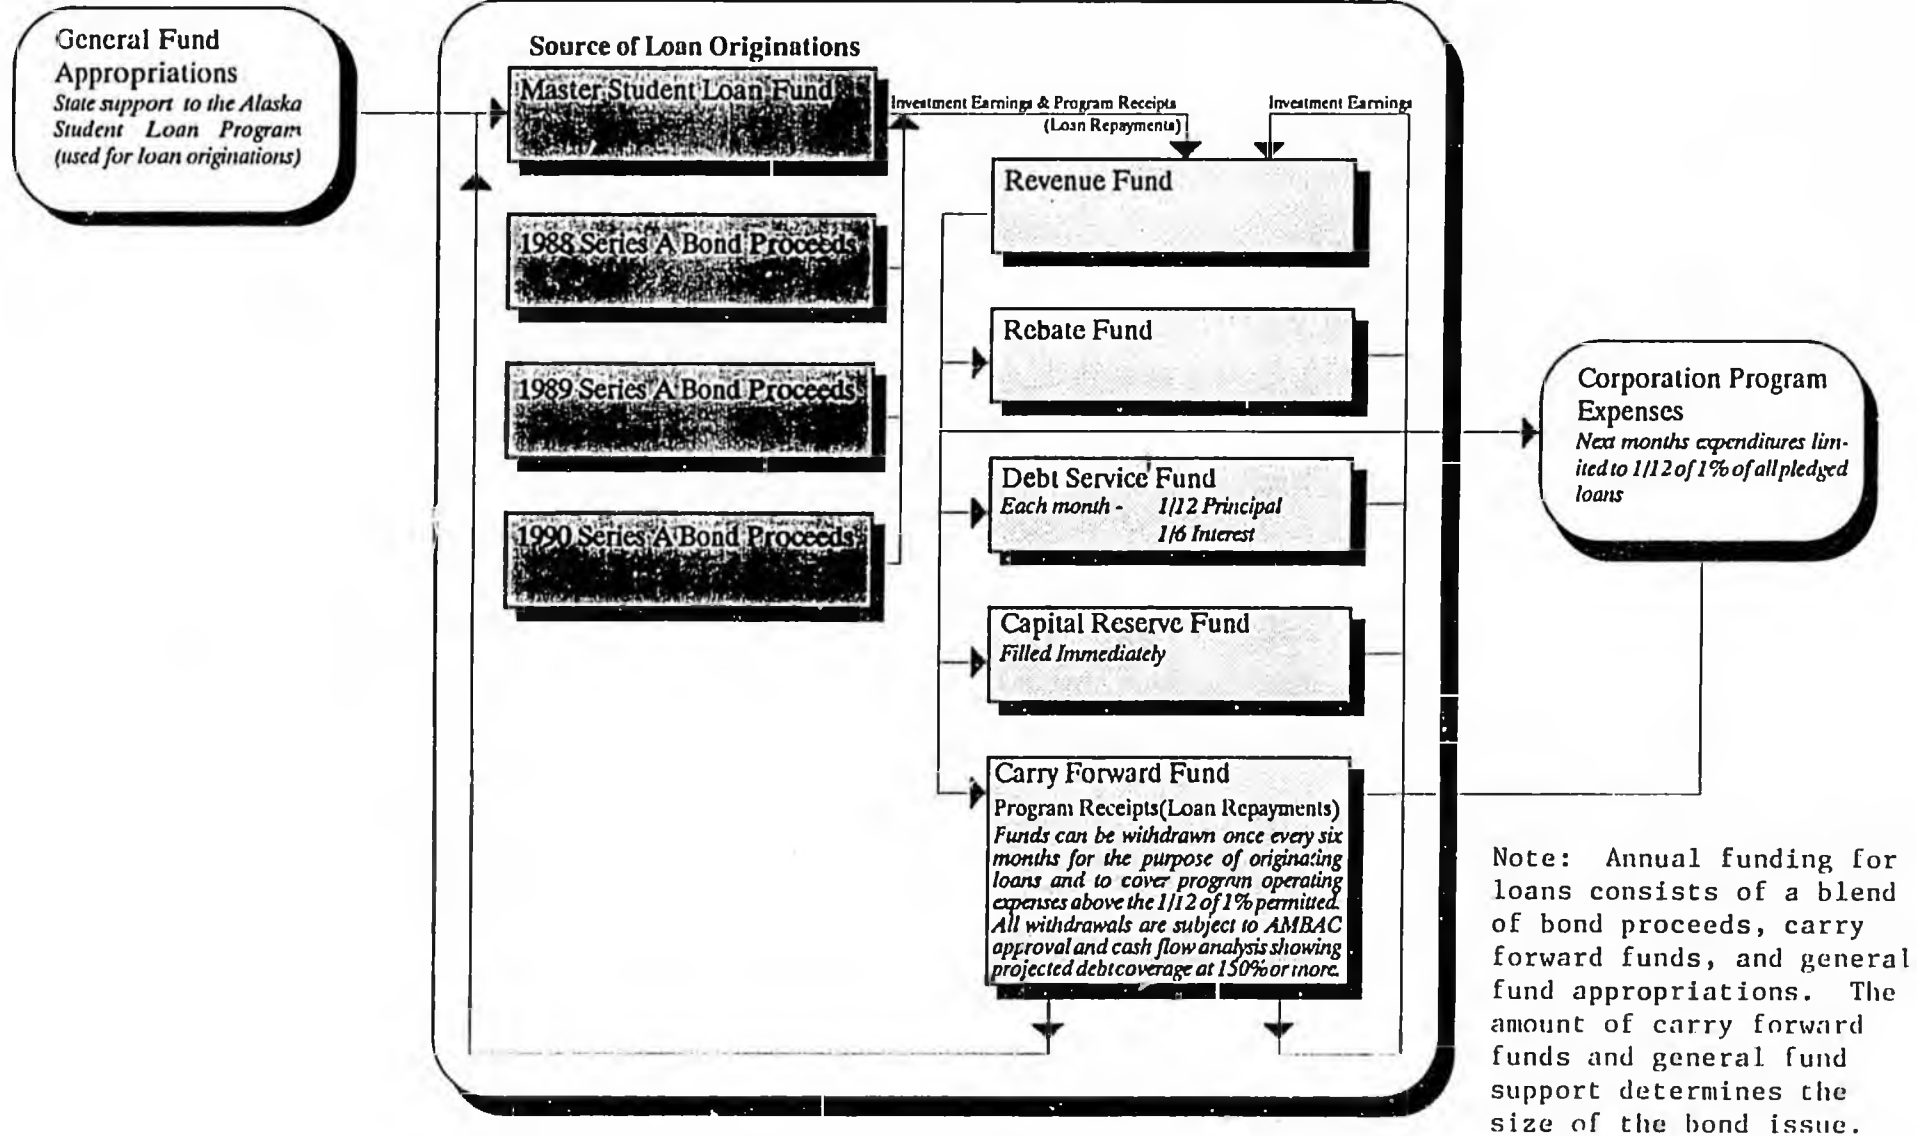 General Fund
Appropriations
State support to the Alaska
Student Loan Program
(used for loan originations)
Source of Loan Originations
Master Student Loan Fund
1988 Series A Bond Proceeds
1989 Series A Bond Proceeds
1990 Series A Bond Proceeds
Investment Earnings & Program Receipts
(Loan Repayments)
Investment Earnings
Revenue Fund
Rebate Fund
Debt Service Fund
Each month - 1/12 Principal
1/6 Interest
Capital Reserve Fund
Filled Immediately
Carry Forward Fund
Program Receipts(Loan Repayments)
Funds can be withdrawn once every six
months for the purpose of originating
loans and to cover program operating
expenses above the 1/12 of 1% permitted.
All withdrawals are subject to AMBAC
approval and cash flow analysis showing
projected debt coverage at 150% or more.
Corporation Program
Expenses
Next months expenditures lim-
ited to 1/12 of 1% of all pledged
loans
Note: Annual funding for
loans consists of a blend
of bond proceeds, carry
forward funds, and general
fund appropriations. The
amount of carry forward
funds and general fund
support determines the
size of the bond issue.